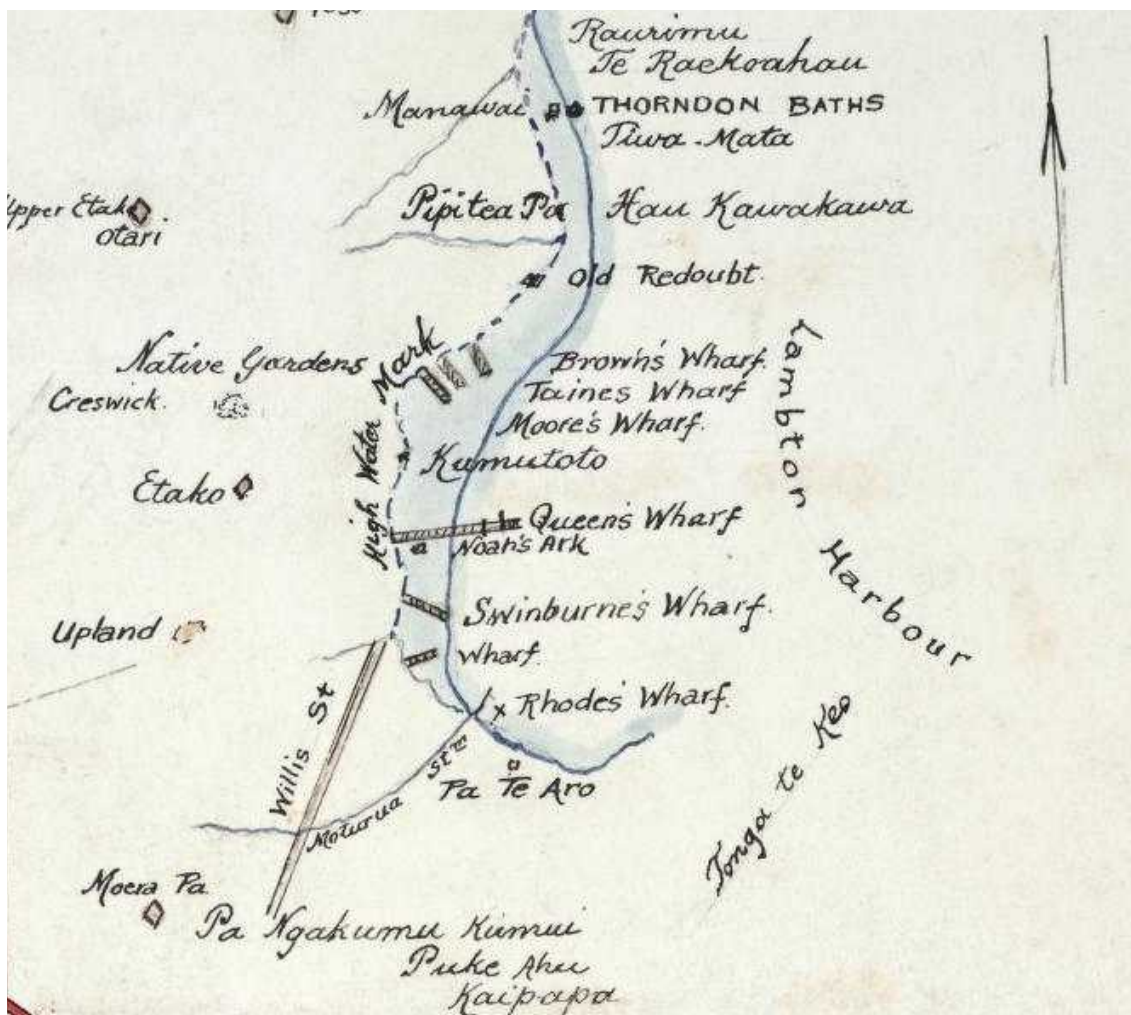 Raurimu
Te Raekoahau
Manawai
THORNDON BATHS
Tiwa-Mata
Upper Etako
Otari
Pipitea Pa
Hau Kawakawa
Old Redoubt.
Native Gardens
High Water Mark
Brown's Wharf.
Taines Wharf
Moore's Wharf.
Creswick.
Lambton Harbour
Kumutoto
Etako
Queen's Wharf
Noah's Ark
Swinburne's Wharf.
Upland
Wharf.
Willis St
Rhodes' Wharf.
Pa Te Aro
Stm
Tonga te Keo
Moera Pa.
Pa Ngakumu Kumui
Puke Ahu
Kaipapa